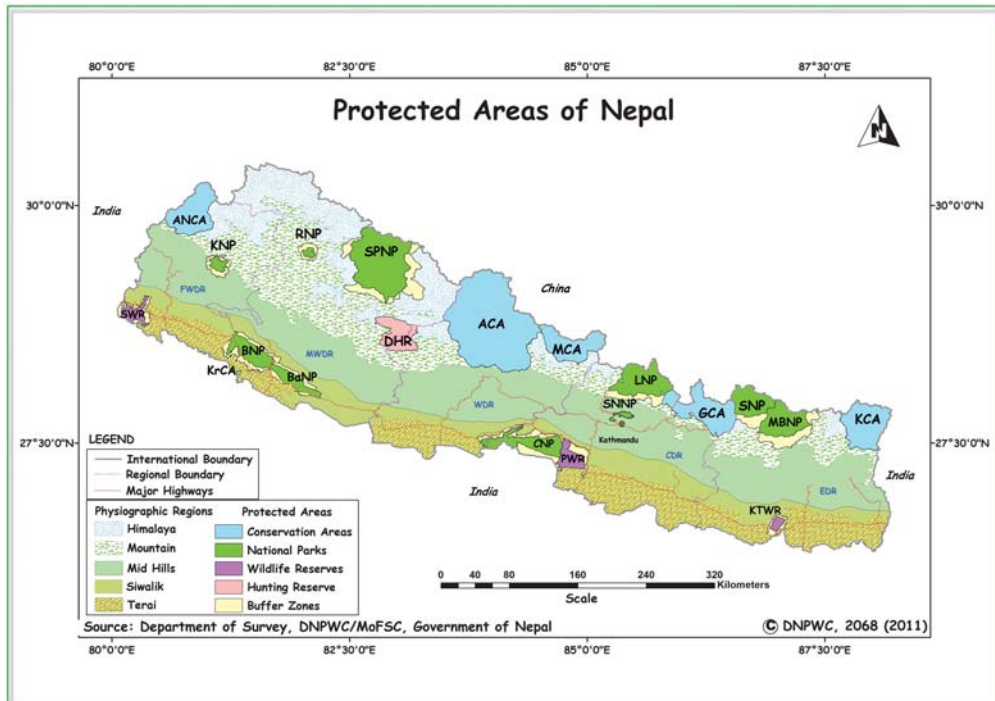 80°0'0"E 82°30'0"E 85°0'0"E 87°30'0"E
Protected Areas of Nepal
N
30°0'0"N
30°0'0"N
India
ANCA
KNP
RNP
SPNP
China
FWDR
SWR
ACA
DHR
MCA
BNP
MWDR
KrCA
BaNP
LNP
SNNP
WDR
GCA
SNP
MBNP
KCA
27°30'0"N
27°30'0"N
CNP
Kathmandu
PWR
CDR
India
India
EDR
KTWR
LEGEND
International Boundary
Regional Boundary
Major Highways
Physiographic Regions
Himalaya
Mountain
Mid Hills
Siwalik
Terai
Protected Areas
Conservation Areas
National Parks
Wildlife Reserves
Hunting Reserve
Buffer Zones
0 20 40 80 160 240 320
Kilometers
Scale
Source: Department of Survey, DNPWC/MoFSC, Government of Nepal
© DNPWC, 2068 (2011)
80°0'0"E 82°30'0"E 85°0'0"E 87°30'0"E